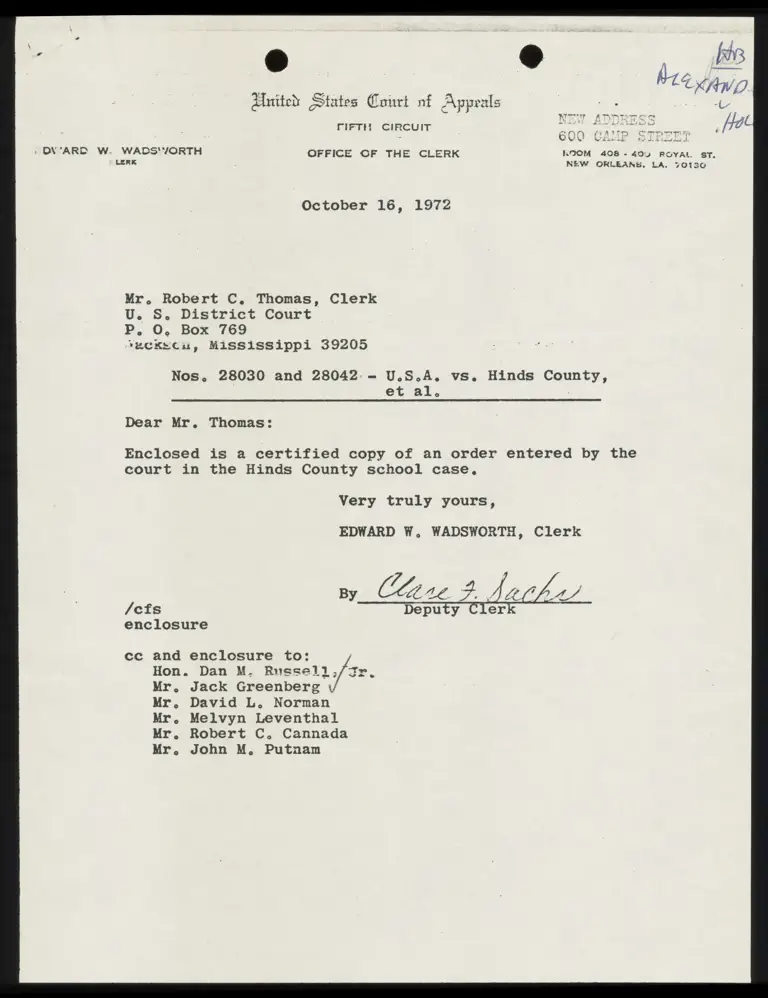 HB
ALEXAND
v
HOL
United States Court of Appeals
FIFTH CIRCUIT
OFFICE OF THE CLERK
NEW ADDRESS
600 CAMP STREET
ROOM 408 - 400 ROYAL ST.
NEW ORLEANS, LA. 70130
EDWARD W. WADSWORTH
CLERK
October 16, 1972
Mr. Robert C. Thomas, Clerk
U. S. District Court
P. O. Box 769
Jackson, Mississippi 39205
Nos. 28030 and 28042 - U.S.A. vs. Hinds County,
et al.
Dear Mr. Thomas:
Enclosed is a certified copy of an order entered by the
court in the Hinds County school case.
Very truly yours,
EDWARD W. WADSWORTH, Clerk
By Clare F. Sachs
Deputy Clerk
/cfs
enclosure
cc and enclosure to:
Hon. Dan M. Russell, Jr.
Mr. Jack Greenberg ✓
Mr. David L. Norman
Mr. Melvyn Leventhal
Mr. Robert C. Cannada
Mr. John M. Putnam